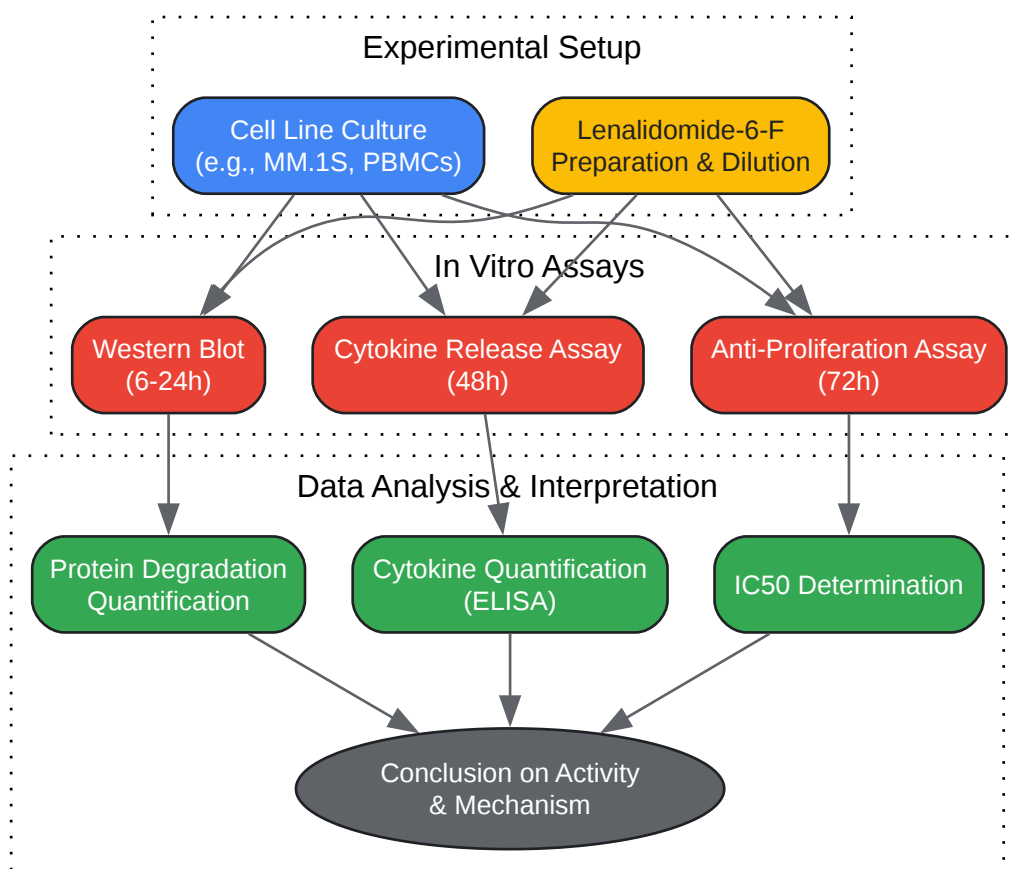 Experimental Setup
Cell Line Culture
(e.g., MM.1S, PBMCs)
Lenalidomide-6-F
Preparation & Dilution
In Vitro Assays
Western Blot
(6-24h)
Cytokine Release Assay
(48h)
Anti-Proliferation Assay
(72h)
Data Analysis & Interpretation
Protein Degradation
Quantification
Cytokine Quantification
(ELISA)
IC50 Determination
Conclusion on Activity
& Mechanism